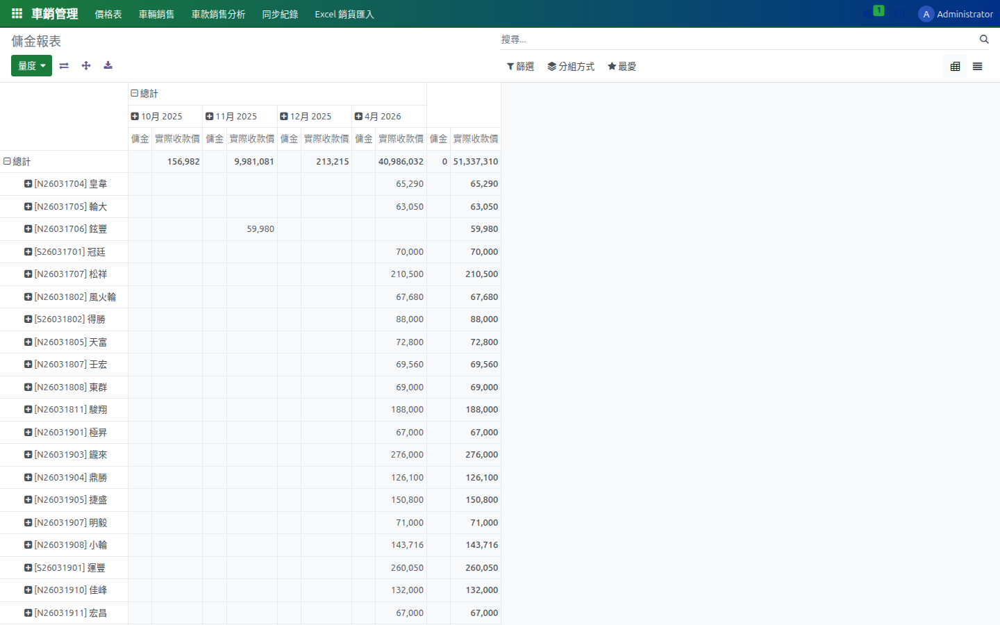 車銷管理 價格表 車輛銷售 車款銷售分析 同步紀錄 Excel 銷貨匯入 1 A Administrator
傭金報表 搜尋...
量度 篩選 分組方式 最愛
總計
10月 2025 11月 2025 12月 2025 4月 2026
傭金 實際收款價 傭金 實際收款價 傭金 實際收款價 傭金 實際收款價 傭金 實際收款價
總計 156,982 9,981,081 213,215 40,986,032 0 51,337,310
[N26031704] 皇韋 65,290 65,290
[N26031705] 輪大 63,050 63,050
[N26031706] 鉉豐 59,980 59,980
[S26031701] 冠廷 70,000 70,000
[N26031707] 松祥 210,500 210,500
[N26031802] 風火輪 67,680 67,680
[S26031802] 得勝 88,000 88,000
[N26031805] 天富 72,800 72,800
[N26031807] 王宏 69,560 69,560
[N26031808] 東群 69,000 69,000
[N26031811] 駿翔 188,000 188,000
[N26031901] 極昇 67,000 67,000
[N26031903] 鑨來 276,000 276,000
[N26031904] 鼎勝 126,100 126,100
[N26031905] 捷盛 150,800 150,800
[N26031907] 明毅 71,000 71,000
[N26031908] 小輪 143,716 143,716
[S26031901] 運豐 260,050 260,050
[N26031910] 佳峰 132,000 132,000
[N26031911] 宏昌 67,000 67,000